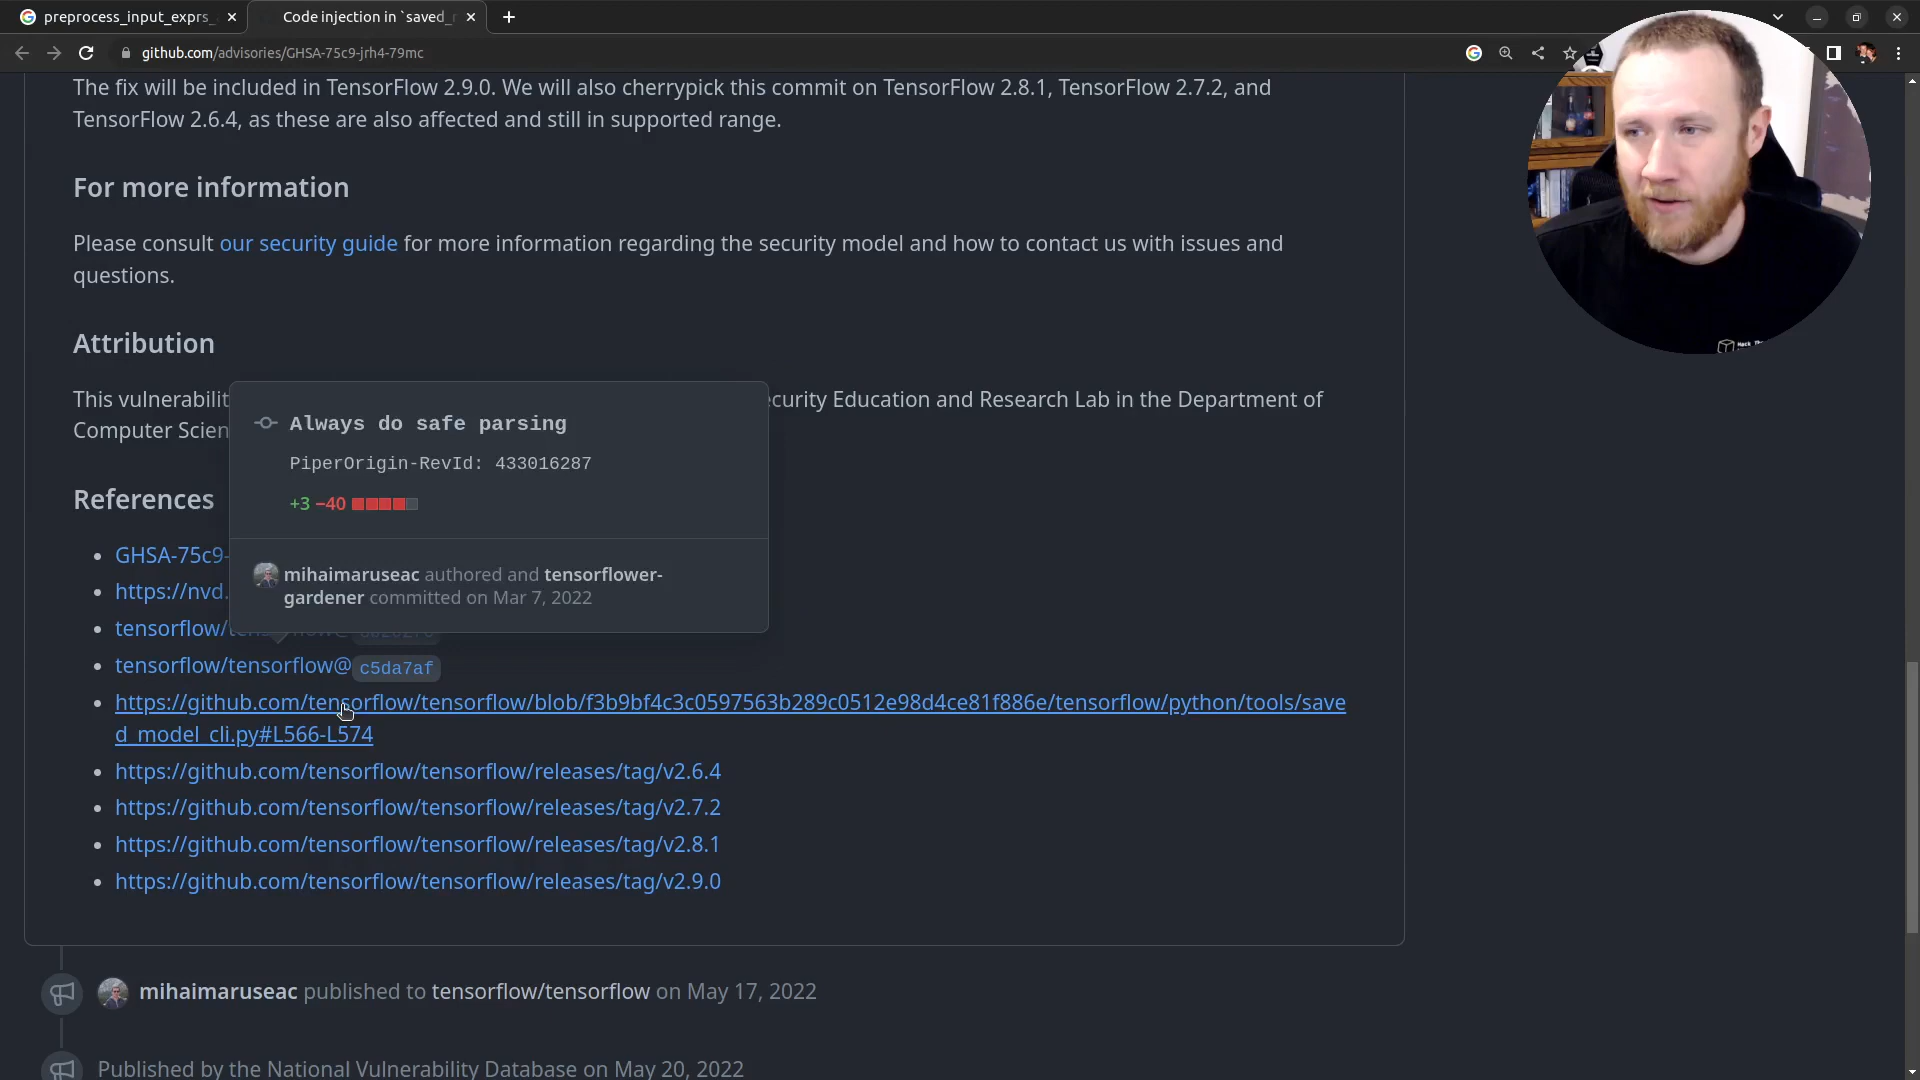 preprocess_input_exprs_
Code injection in `saved_r
github.com/advisories/GHSA-75c9-jrh4-79mc
The fix will be included in TensorFlow 2.9.0. We will also cherrypick this commit on TensorFlow 2.8.1, TensorFlow 2.7.2, and
TensorFlow 2.6.4, as these are also affected and still in supported range.
For more information
Please consult our security guide for more information regarding the security model and how to contact us with issues and
questions.
Attribution
This vulnerabilit
curity Education and Research Lab in the Department of
Computer Scien
Always do safe parsing
PiperOrigin-RevId: 433016287
+3 −40
mihaimaruseac authored and tensorflower-
gardener committed on Mar 7, 2022
References
GHSA-75c9-
https://nvd.
tensorflow/tensorflow@
tensorflow/tensorflow@ c5da7af
https://github.com/tensorflow/tensorflow/blob/f3b9bf4c3c0597563b289c0512e98d4ce81f886e/tensorflow/python/tools/save
d_model_cli.py#L566-L574
https://github.com/tensorflow/tensorflow/releases/tag/v2.6.4
https://github.com/tensorflow/tensorflow/releases/tag/v2.7.2
https://github.com/tensorflow/tensorflow/releases/tag/v2.8.1
https://github.com/tensorflow/tensorflow/releases/tag/v2.9.0
mihaimaruseac published to tensorflow/tensorflow on May 17, 2022
Published by the National Vulnerability Database on May 20, 2022